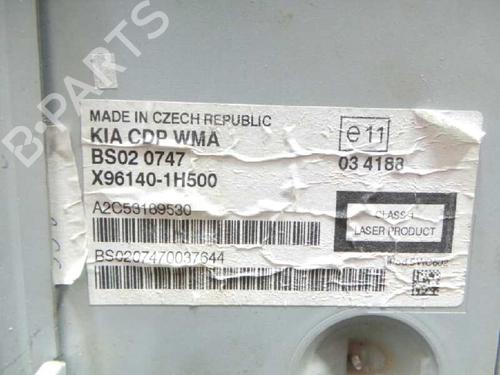 MADE IN CZECH REPUBLIC
KIA CDP WMA
BS02 0747
X96140-1H500
A2C53189530
BS0207470037644
e11
03 4188
CLASS 1
LASER PRODUCT
B-PARTS